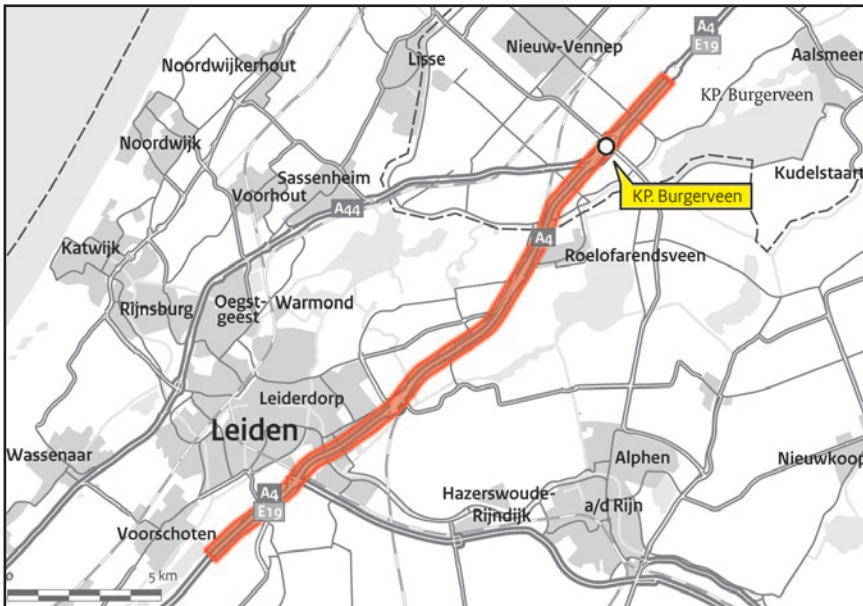 A4
E19
Nieuw-Vennep
Aalsmeer
Lisse
Noordwijkerhout
KP. Burgerveen
Noordwijk
Sassenheim
Kudelstaart
Voorhout
KP. Burgerveen
A44
A4
Katwijk
Roelofarendsveen
Rijnsburg
Oegst-
geest
Warmond
Leiderdorp
Leiden
Wassenaar
Alphen
a/d Rijn
Nieuwkoop
A4
E19
Hazerswoude-
Rijndijk
Voorschoten
0
5 km